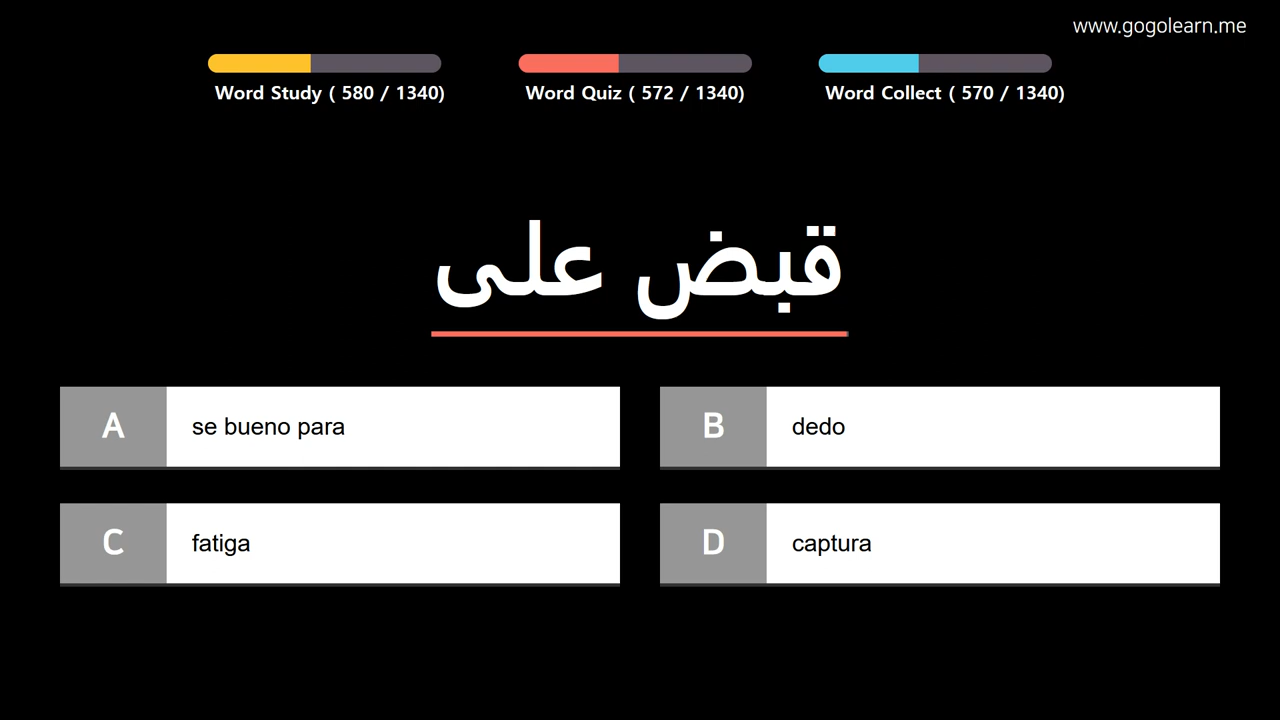 www.gogolearn.me
Word Study ( 580 / 1340)
Word Quiz ( 572 / 1340)
Word Collect ( 570 / 1340)
قبض على
A
se bueno para
B
dedo
C
fatiga
D
captura